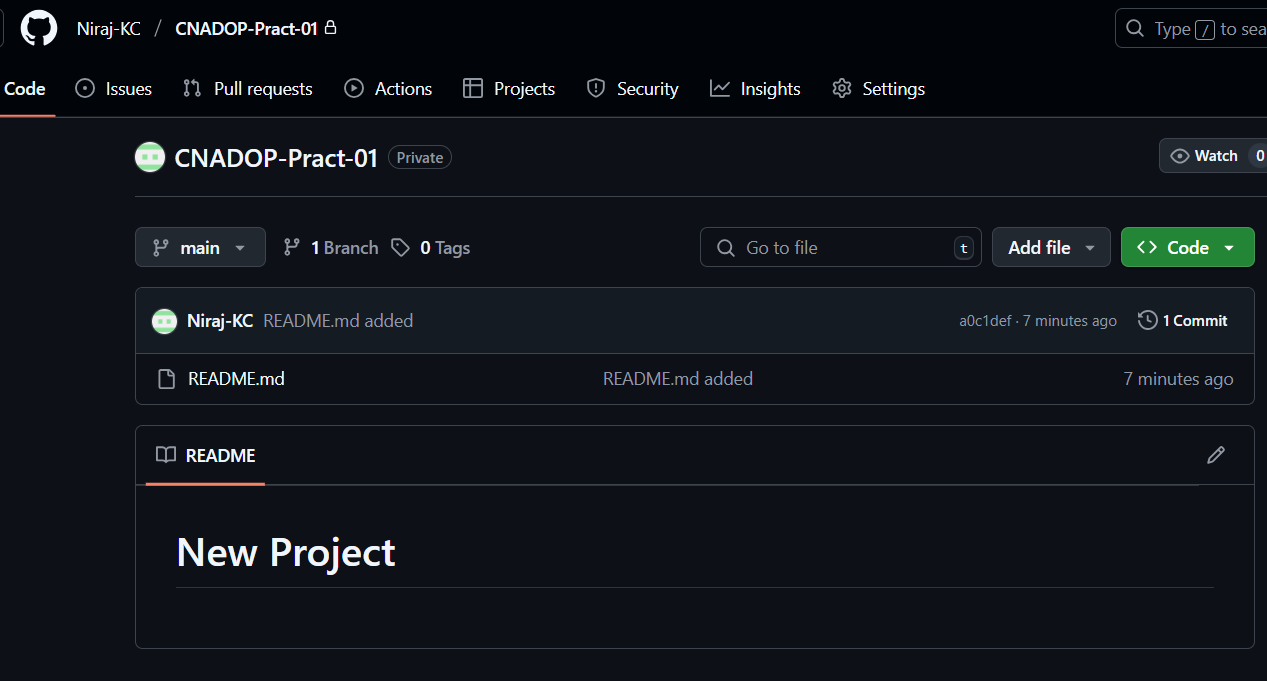 Niraj-KC / CNADOP-Pract-01 Type / to sea
Code Issues Pull requests Actions Projects Security Insights Settings
CNADOP-Pract-01 Private Watch 0
main 1 Branch 0 Tags Go to file t Add file Code
Niraj-KC README.md added a0c1def · 7 minutes ago 1 Commit
README.md README.md added 7 minutes ago
README
New Project